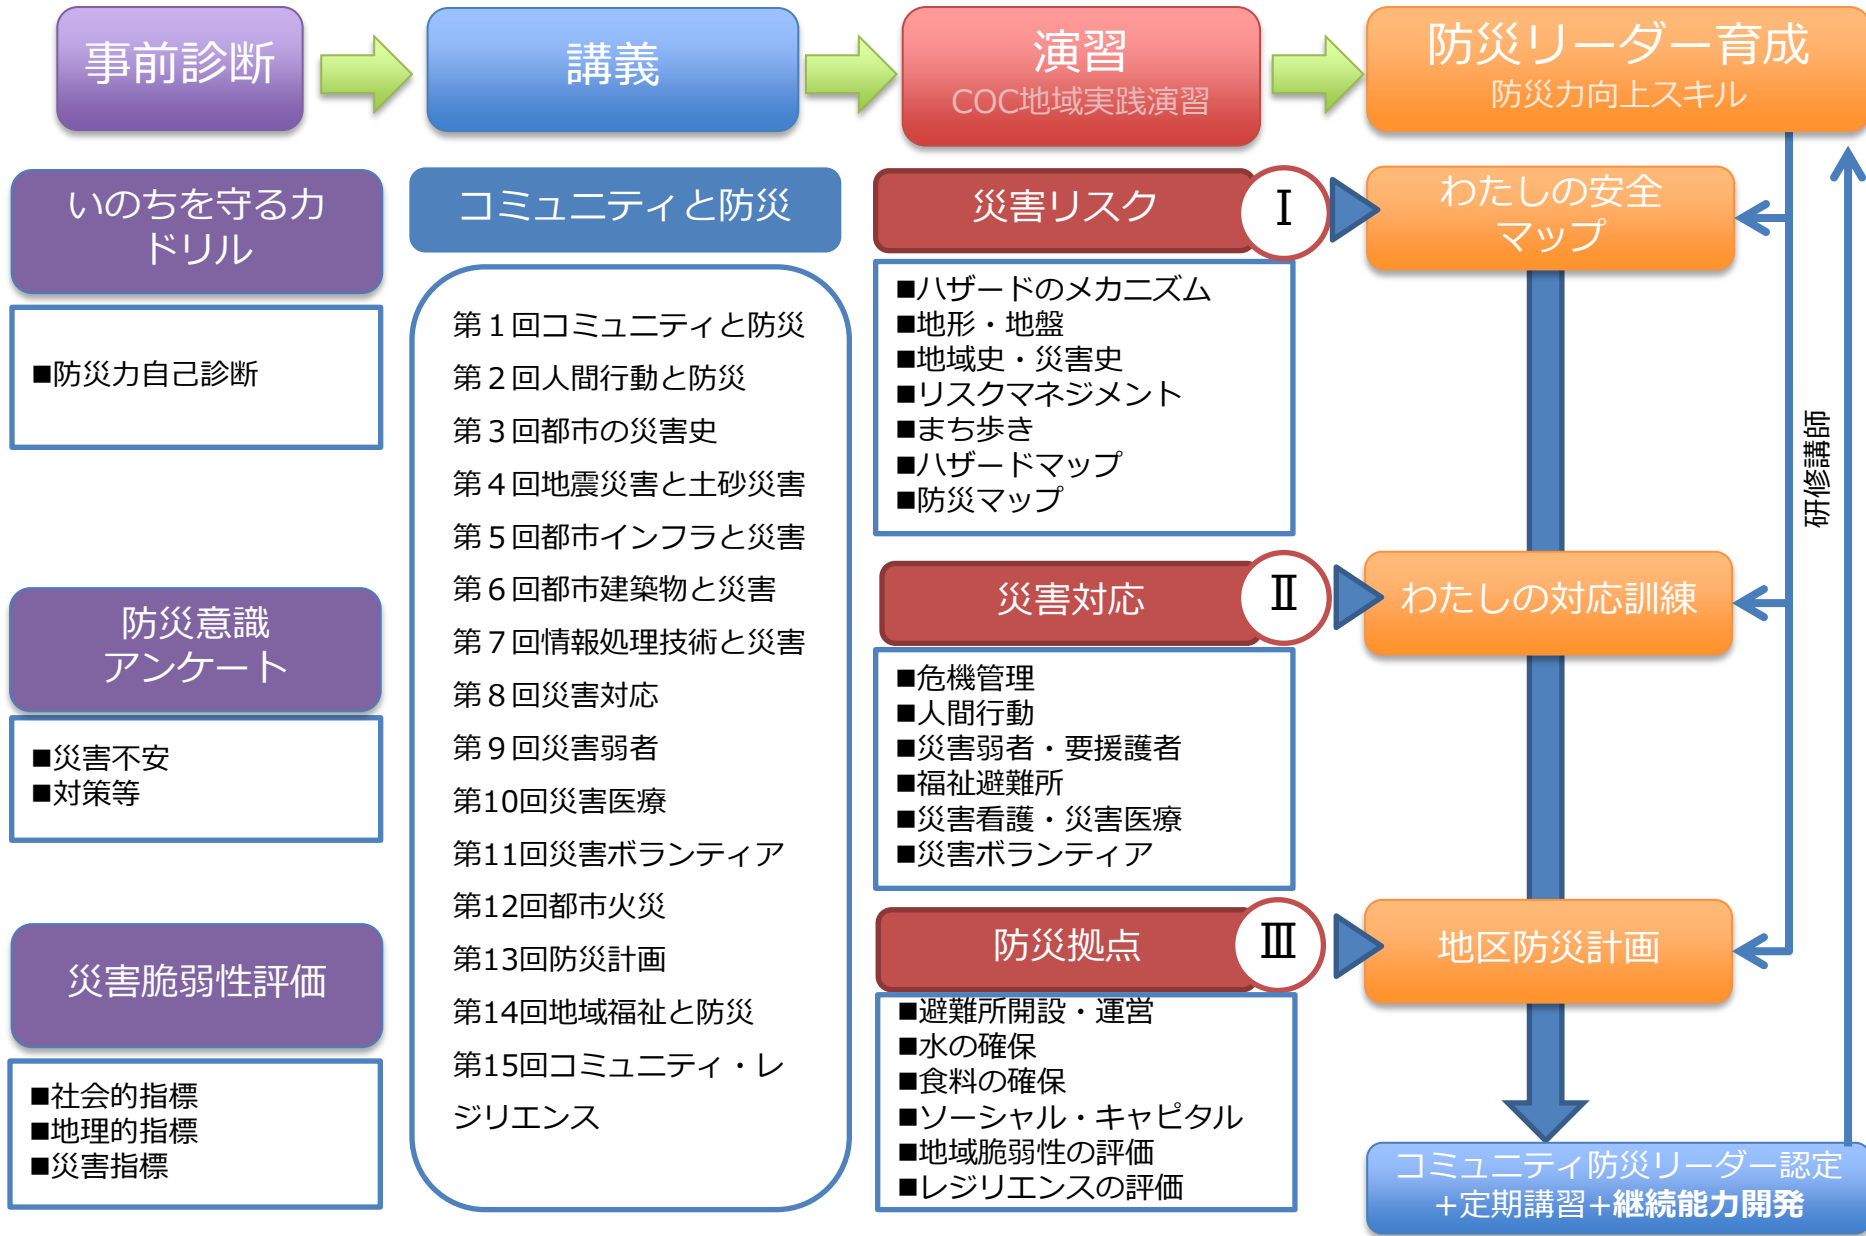 事前診断
講義
演習
COC地域実践演習
防災リーダー育成
防災力向上スキル
いのちを守る力
ドリル
■防災力自己診断
防災意識
アンケート
■災害不安
■対策等
災害脆弱性評価
■社会的指標
■地理的指標
■災害指標
コミュニティと防災
第１回コミュニティと防災
第２回人間行動と防災
第３回都市の災害史
第４回地震災害と土砂災害
第５回都市インフラと災害
第６回都市建築物と災害
第７回情報処理技術と災害
第８回災害対応
第９回災害弱者
第10回災害医療
第11回災害ボランティア
第12回都市火災
第13回防災計画
第14回地域福祉と防災
第15回コミュニティ・レ
ジリエンス
災害リスク
Ⅰ
■ハザードのメカニズム
■地形・地盤
■地域史・災害史
■リスクマネジメント
■まち歩き
■ハザードマップ
■防災マップ
災害対応
Ⅱ
■危機管理
■人間行動
■災害弱者・要援護者
■福祉避難所
■災害看護・災害医療
■災害ボランティア
防災拠点
Ⅲ
■避難所開設・運営
■水の確保
■食料の確保
■ソーシャル・キャピタル
■地域脆弱性の評価
■レジリエンスの評価
わたしの安全
マップ
わたしの対応訓練
地区防災計画
研修講師
コミュニティ防災リーダー認定
+定期講習+継続能力開発